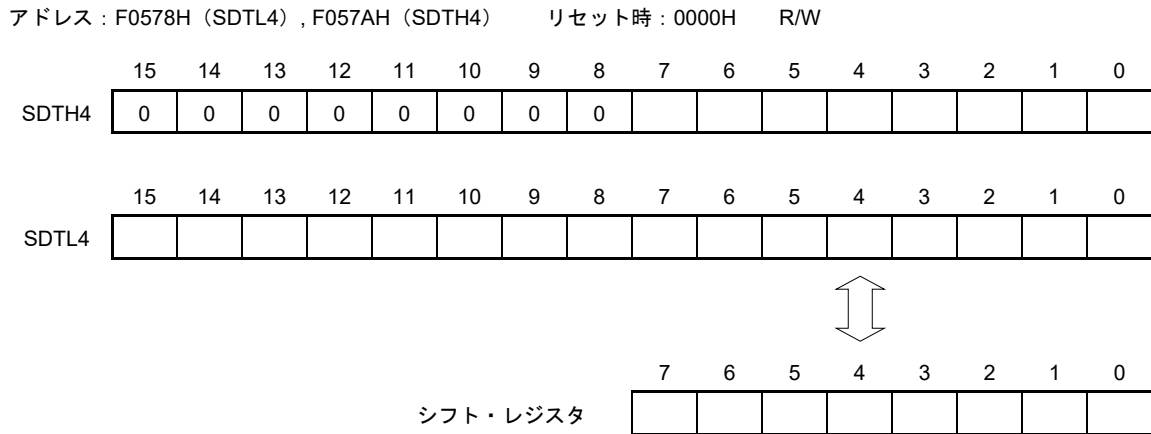 アドレス：F0578H（SDTL4）, F057AH（SDTH4） リセット時：0000H R/W
15 14 13 12 11 10 9 8 7 6 5 4 3 2 1 0
SDTH4 0 0 0 0 0 0 0 0
15 14 13 12 11 10 9 8 7 6 5 4 3 2 1 0
SDTL4
7 6 5 4 3 2 1 0
シフト・レジスタ